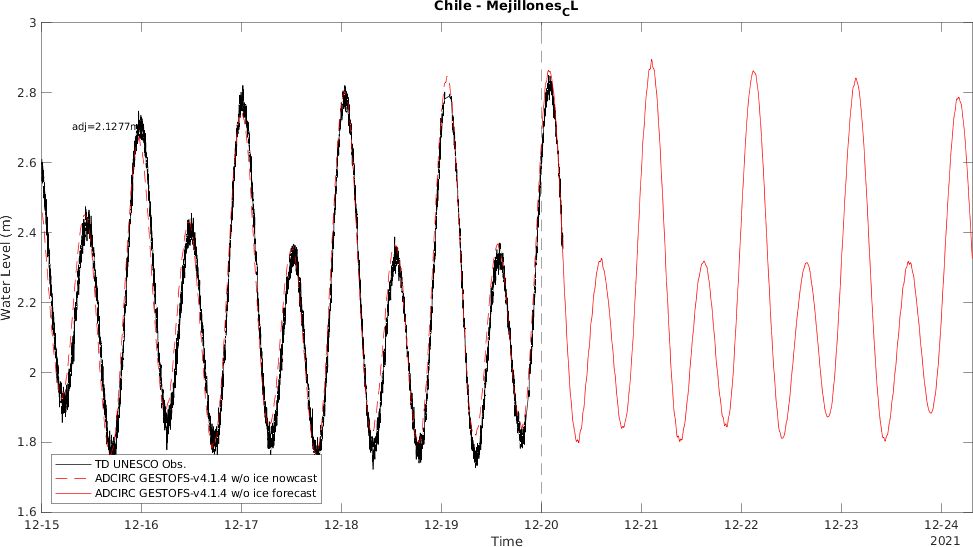 Chile - Mejillones_CL
3
2.8
2.6
2.4
2.2
2
1.8
1.6
Water Level (m)
adj=2.1277m
TD UNESCO Obs.
ADCIRC GESTOFS-v4.1.4 w/o ice nowcast
ADCIRC GESTOFS-v4.1.4 w/o ice forecast
12-15 12-16 12-17 12-18 12-19 12-20 12-21 12-22 12-23 12-24
Time
2021